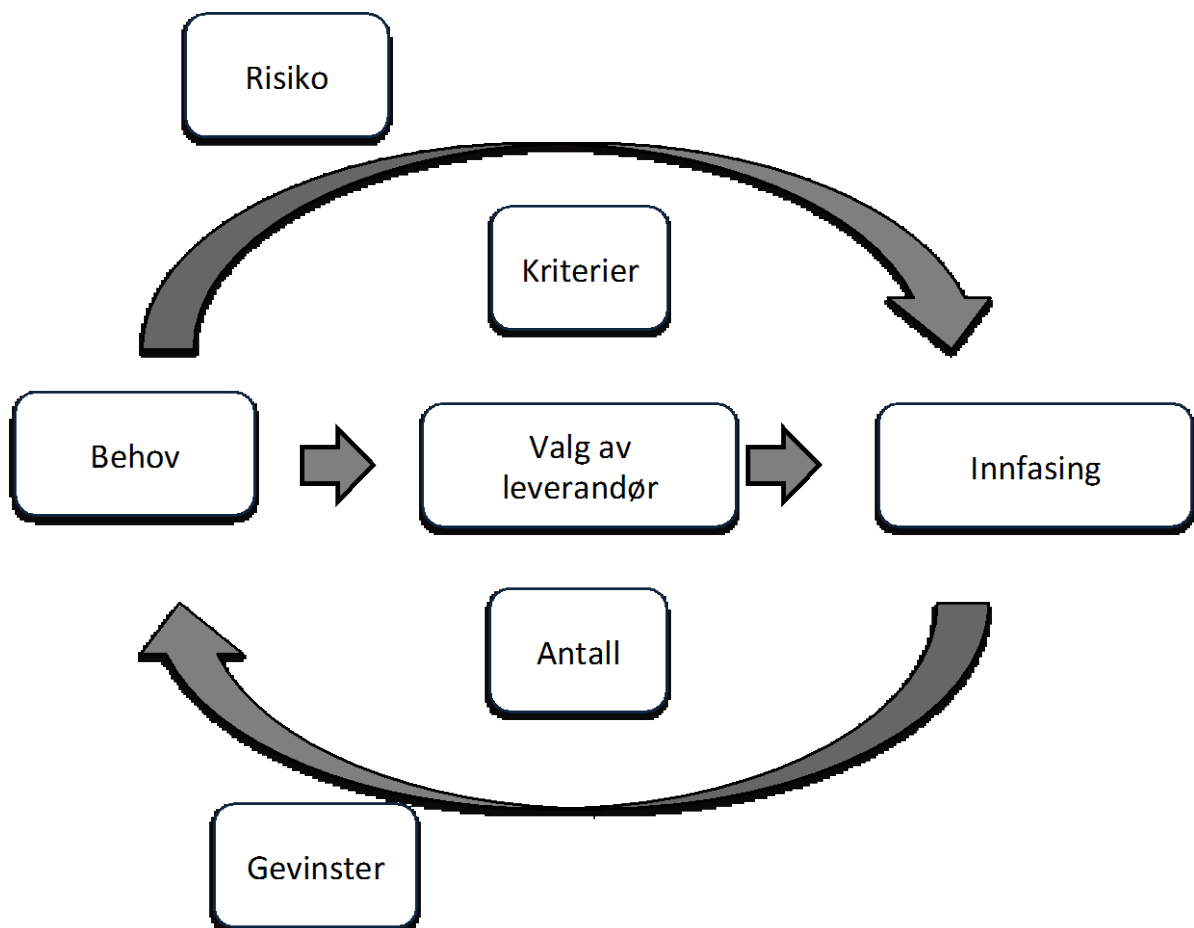 Risiko
Kriterier
Behov
Valg av
leverandør
Innfasing
Antall
Gevinster